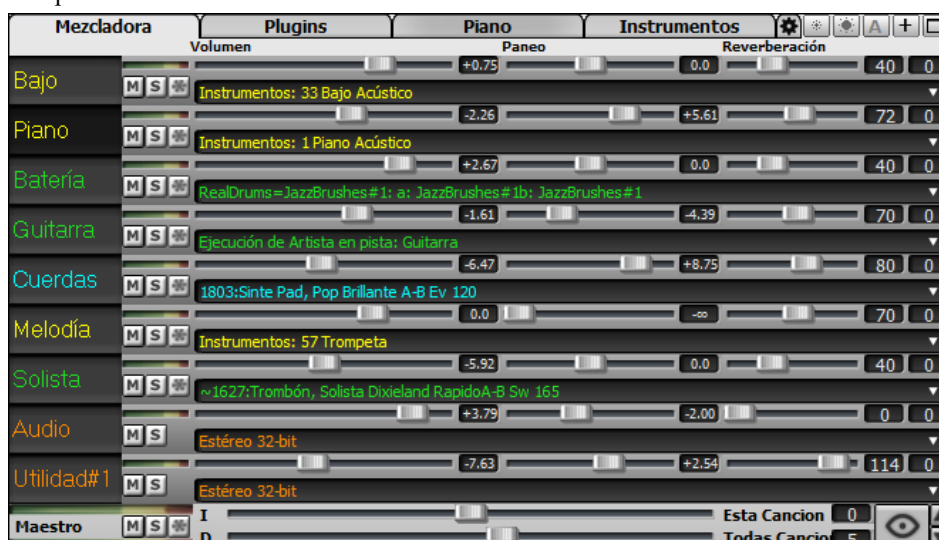 Mezcladora Plugins Piano Instrumentos A +
Volumen Paneo Reverberación
Bajo M S +0.75 0.0 40 0
Instrumentos: 33 Bajo Acústico
Piano M S -2.26 +5.61 72 0
Instrumentos: 1 Piano Acústico
Batería M S +2.67 0.0 40 0
RealDrums=JazzBrushes#1: a: JazzBrushes#1b: JazzBrushes#1
Guitarra M S -1.61 -4.39 70 0
Ejecución de Artista en pista: Guitarra
Cuerdas M S -6.47 +8.75 80 0
1803:Sinte Pad, Pop Brillante A-B Ev 120
Melodía M S 0.0 -∞ 70 0
Instrumentos: 57 Trompeta
Solista M S -5.92 0.0 40 0
~1627:Trombón, Solista Dixieland RapidoA-B Sw 165
Audio M S +3.79 -2.00 0 0
Estéreo 32-bit
Utilidad#1 M S -7.63 +2.54 114 0
Estéreo 32-bit
Maestro M S I Esta Cancion 0
D Todas Cancio 5